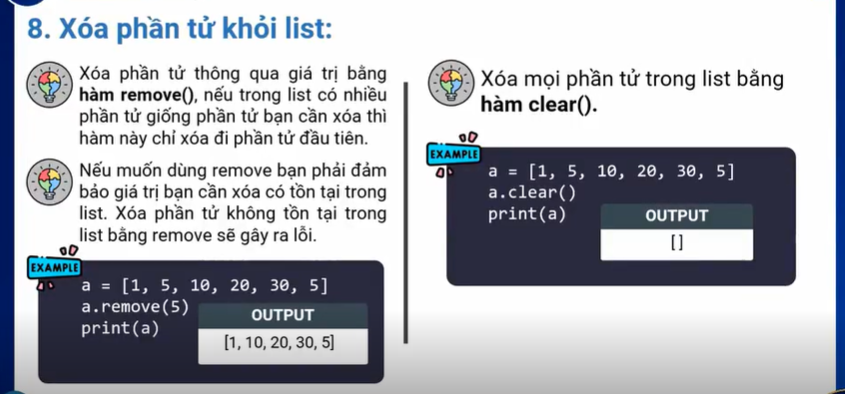 8. Xóa phần tử khỏi list:
Xóa phần tử thông qua giá trị bằng
hàm remove(), nếu trong list có nhiều
phần tử giống phần tử bạn cần xóa thì
hàm này chỉ xóa đi phần tử đầu tiên.
Nếu muốn dùng remove bạn phải đảm
bảo giá trị bạn cần xóa có tồn tại trong
list. Xóa phần tử không tồn tại trong
list bằng remove sẽ gây ra lỗi.
EXAMPLE
a = [1, 5, 10, 20, 30, 5]
a.remove(5)
print(a)
OUTPUT
[1, 10, 20, 30, 5]
Xóa mọi phần tử trong list bằng
hàm clear().
EXAMPLE
a = [1, 5, 10, 20, 30, 5]
a.clear()
print(a)
OUTPUT
[]